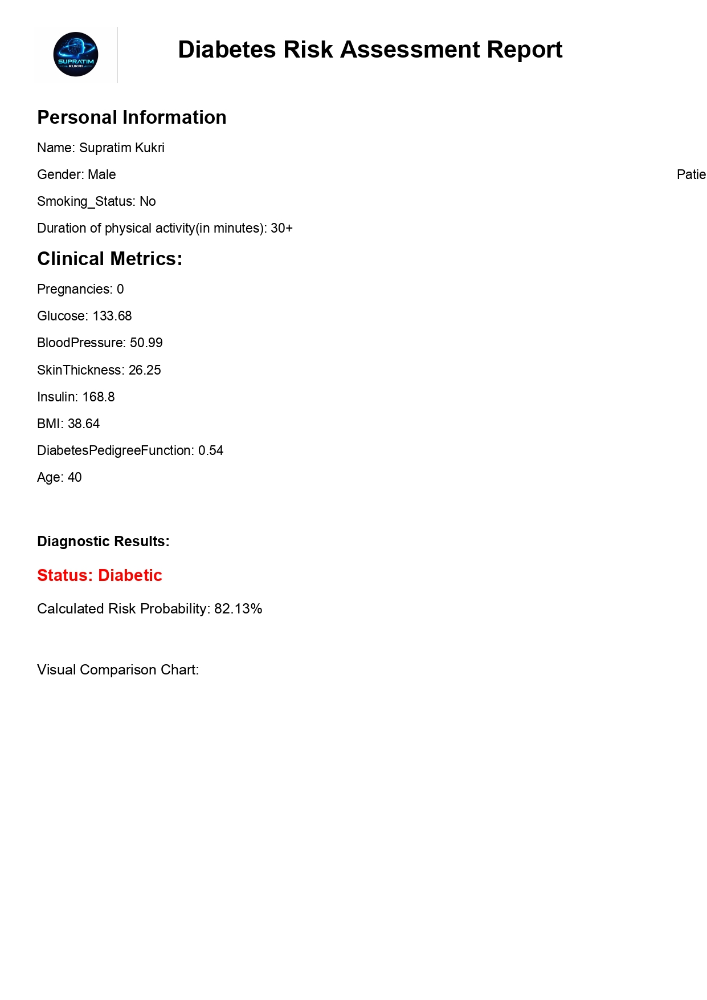 SUPRATIM
KUKRI
Diabetes Risk Assessment Report
Personal Information
Name: Supratim Kukri
Gender: Male
Patie
Smoking_Status: No
Duration of physical activity(in minutes): 30+
Clinical Metrics:
Pregnancies: 0
Glucose: 133.68
BloodPressure: 50.99
SkinThickness: 26.25
Insulin: 168.8
BMI: 38.64
DiabetesPedigreeFunction: 0.54
Age: 40
Diagnostic Results:
Status: Diabetic
Calculated Risk Probability: 82.13%
Visual Comparison Chart: